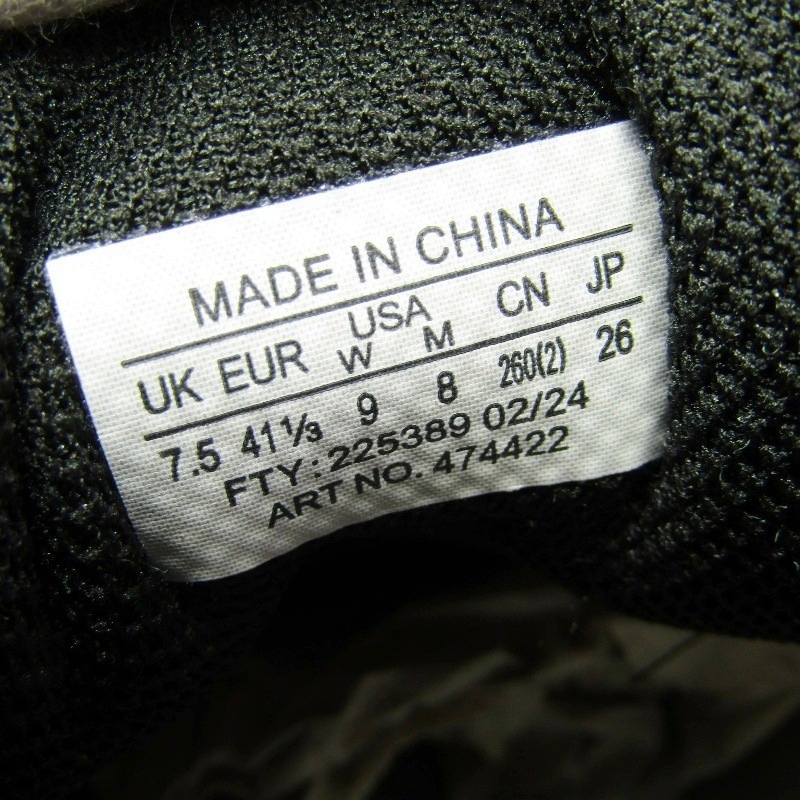 MADE IN CHINA
UK EUR USA W M CN JP
7.5 41⅓ 9 8 260(2) 26
FTY: 225389 02/24
ART NO. 474422